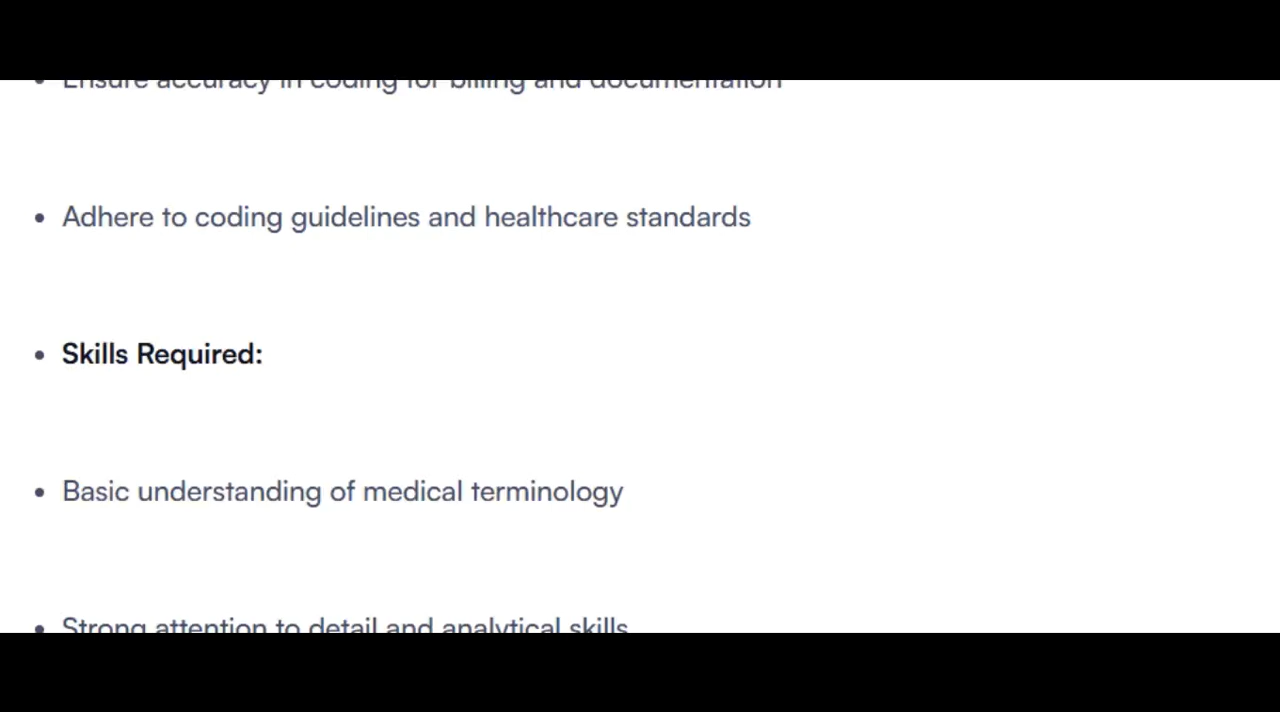 • Ensure accuracy in coding for billing and documentation
• Adhere to coding guidelines and healthcare standards
• Skills Required:
• Basic understanding of medical terminology
• Strong attention to detail and analytical skills